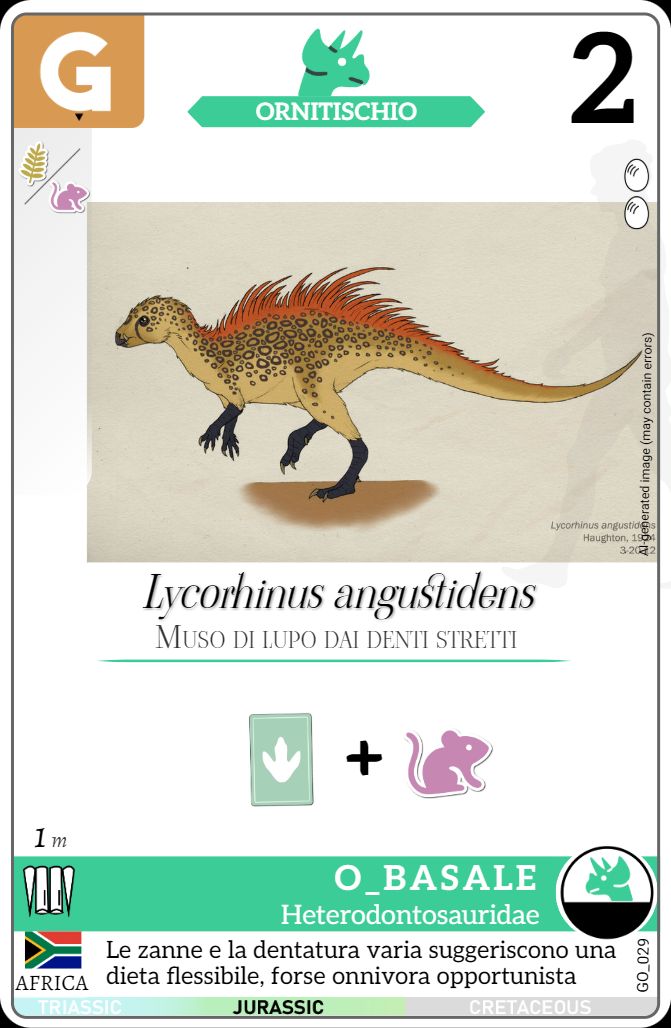 G
ORNITISCHIO
2
AI-generated image (may contain errors)
Lycorhinus angustidens
Haughton, 1924
Lycorhinus angustidens
MUSO DI LUPO DAI DENTI STRETTI
+
1 m
O_BASALE
Heterodontosauridae
AFRICA
Le zanne e la dentatura varia suggeriscono una
dieta flessibile, forse onnivora opportunista
GO_029
TRIASSIC
JURASSIC
CRETACEOUS